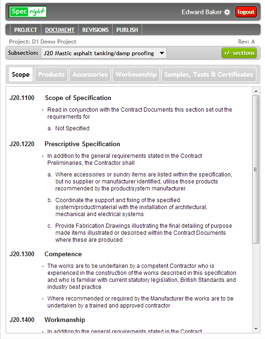 Spec right
Edward Baker logout
PROJECT DOCUMENT REVISIONS PUBLISH
Project: D1 Demo Project Rev: A
Subsection: J20 Mastic asphalt tanking/damp proofing +/- sections
Scope Products Accessories Workmanship Samples, Tests & Certificates
J20.1100 Scope of Specification
Read in conjunction with the Contract Documents this section set out the
requirements for
a. Not Specified
J20.1220 Prescriptive Specification
In addition to the general requirements stated in the Contract
Preliminaries, the Contractor shall:
a. Where accessories or sundry items are listed within the specification,
but no supplier or manufacturer identified, utilise those products
recommended by the product/system manufacturer
b. Coordinate the support and fixing of the specified
system/product/material with the installation of architectural,
mechanical and electrical systems
c. Provide Fabrication Drawings illustrating the final detailing of purpose
made items illustrated or described within the Contract Documents
where these are produced
J20.1300 Competence
The works are to be undertaken by a competent Contractor who is
experienced in the construction of the works described in this specification
and who is familiar with current statutory legislation, British Standards and
industry best practice
Where recommended or required by the Manufacturer the works are to be
undertaken by a trained and approved contractor
J20.1400 Workmanship
In addition to the general requirements stated in the Contract